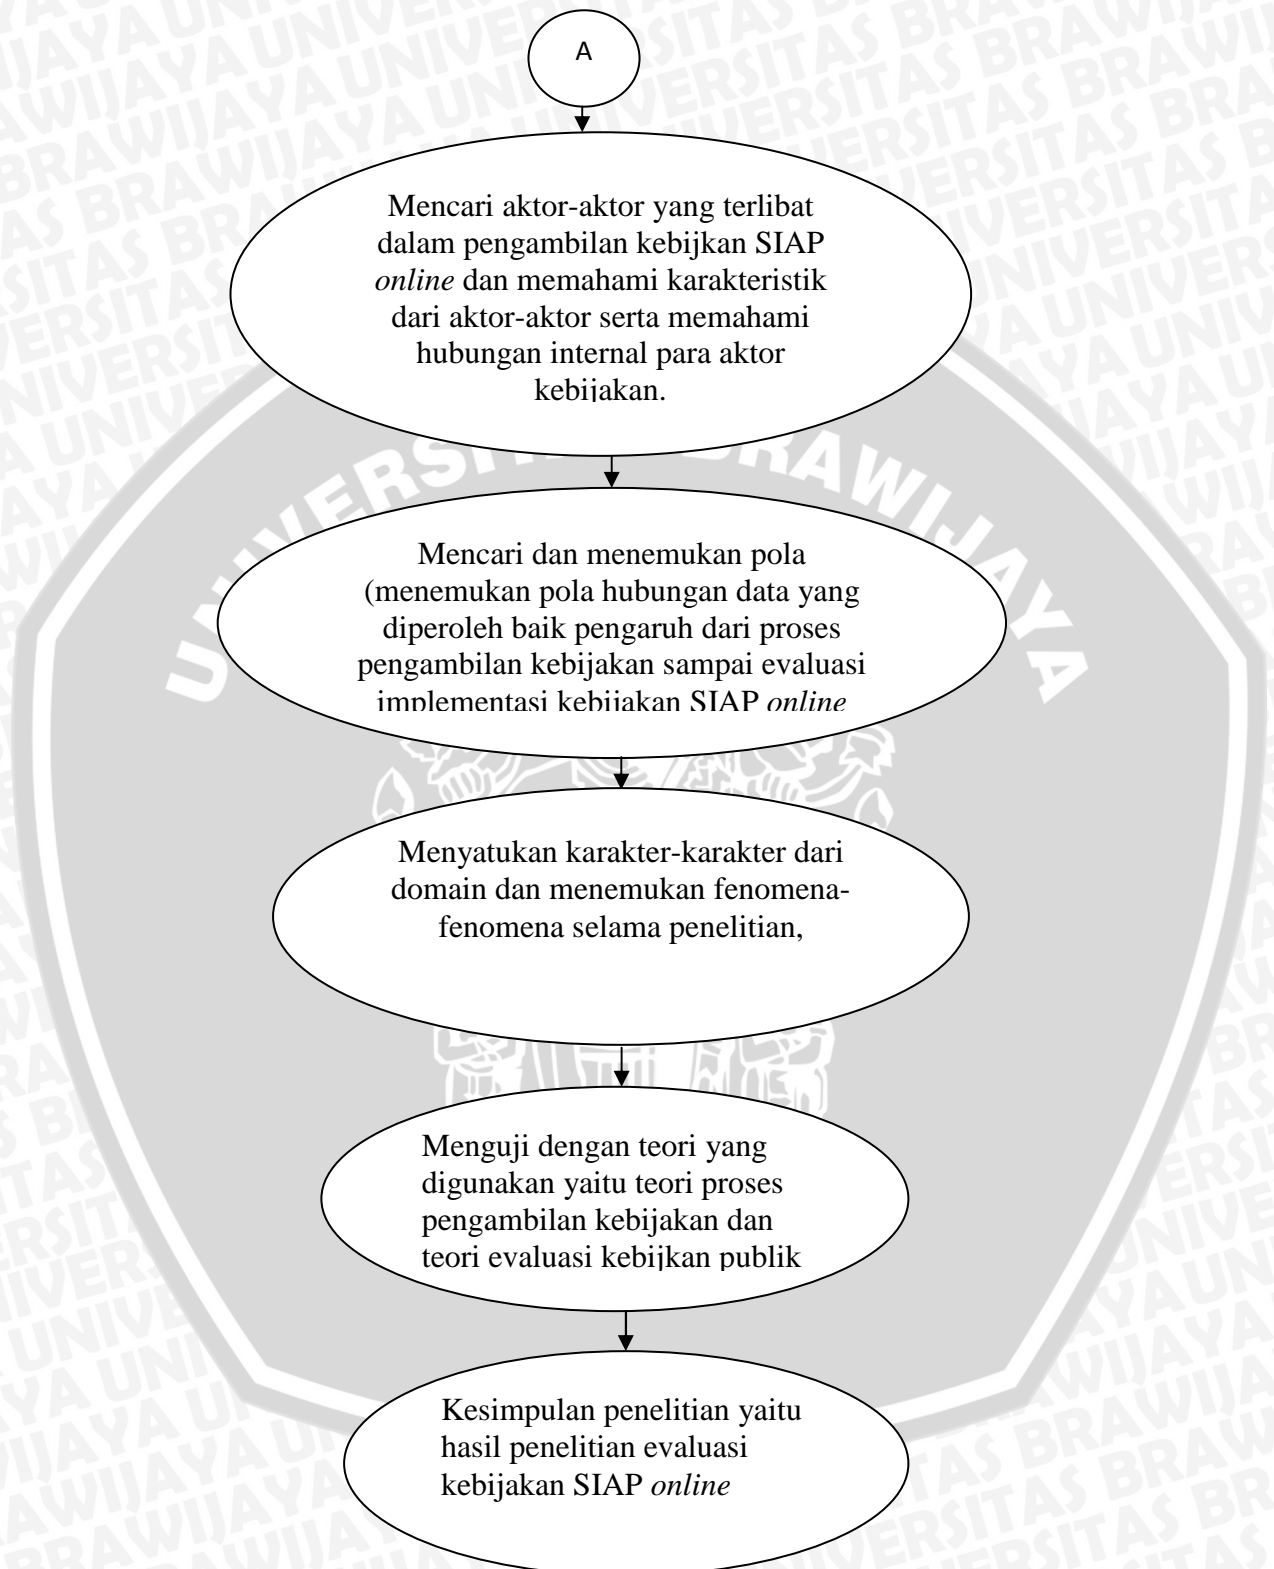 A
Mencari aktor-aktor yang terlibat
dalam pengambilan kebijkan SIAP
online dan memahami karakteristik
dari aktor-aktor serta memahami
hubungan internal para aktor
kebijakan.
Mencari dan menemukan pola
(menemukan pola hubungan data yang
diperoleh baik pengaruh dari proses
pengambilan kebijakan sampai evaluasi
implementasi kebijakan SIAP online
Menyatukan karakter-karakter dari
domain dan menemukan fenomena-
fenomena selama penelitian,
Menguji dengan teori yang
digunakan yaitu teori proses
pengambilan kebijakan dan
teori evaluasi kebijkan publik
Kesimpulan penelitian yaitu
hasil penelitian evaluasi
kebijakan SIAP online